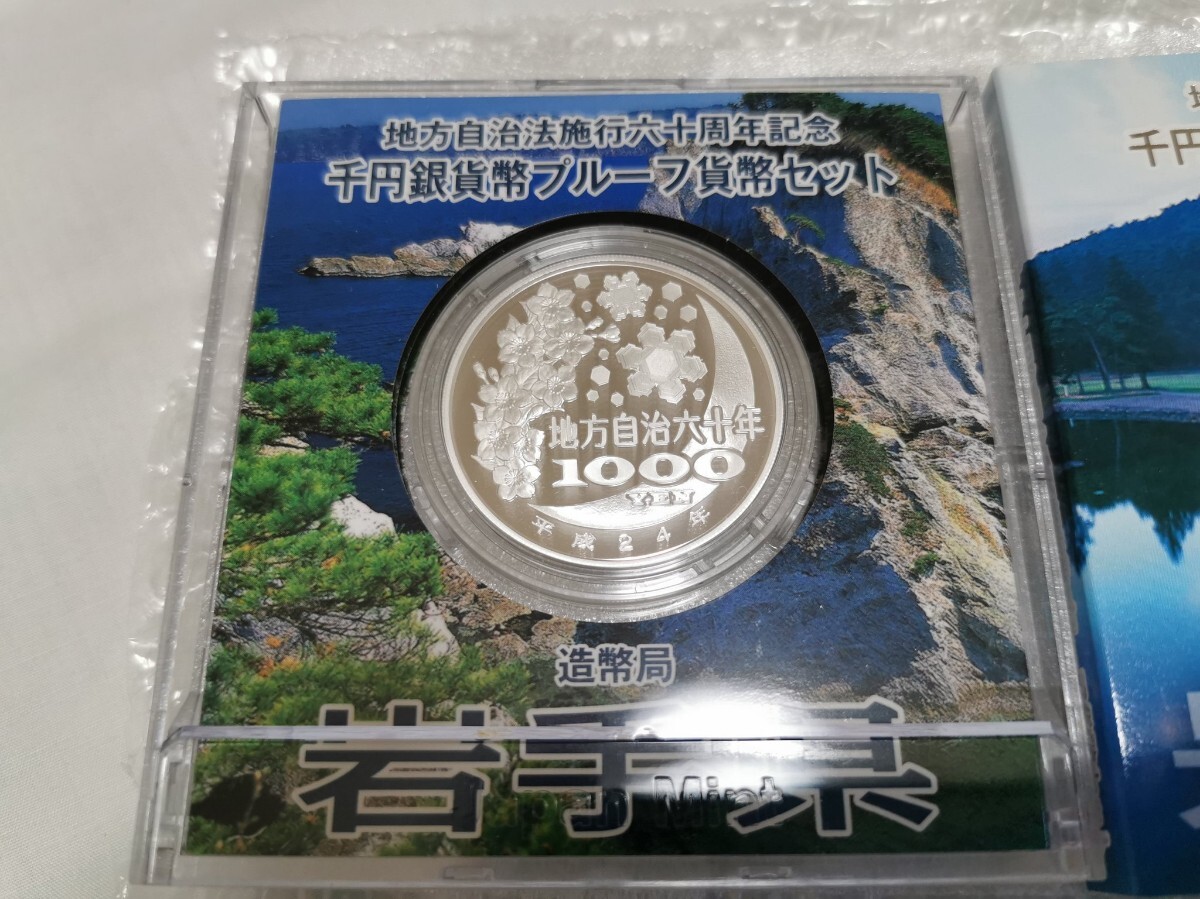 地方自治法施行六十周年記念
千円銀貨幣プルーフ貨幣セット
地方自治六十年
1000
YEN
平成24年
造幣局
岩手県
Japan Mint
千円